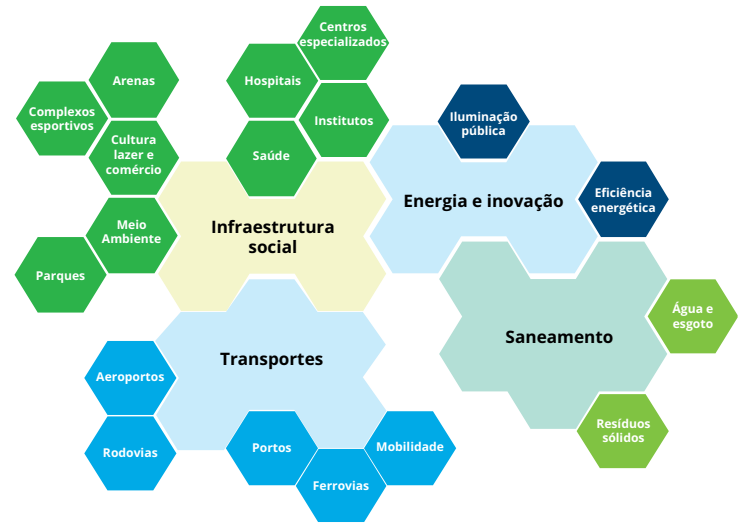 Centros
especializados
Arenas
Hospitais
Complexos
esportivos
Institutos
Iluminação
pública
Cultura
lazer e
comércio
Saúde
Energia e inovação
Eficiência
energética
Meio
Ambiente
Infraestrutura
social
Parques
Água e
esgoto
Saneamento
Transportes
Aeroportos
Resíduos
sólidos
Rodovias
Portos
Mobilidade
Ferrovias